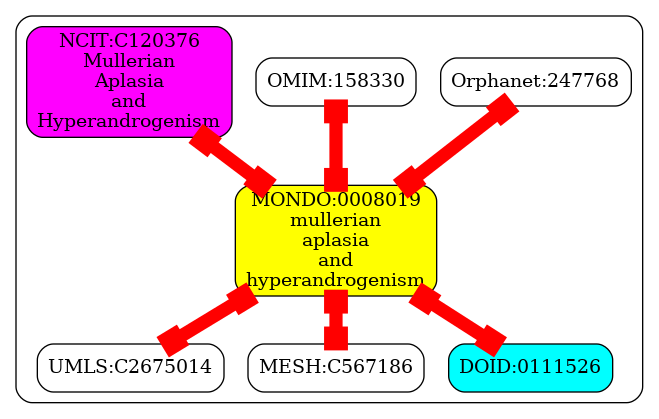 NCIT:C120376
Mullerian
Aplasia
and
Hyperandrogenism
OMIM:158330
Orphanet:247768
MONDO:0008019
mullerian
aplasia
and
hyperandrogenism
UMLS:C2675014
MESH:C567186
DOID:0111526